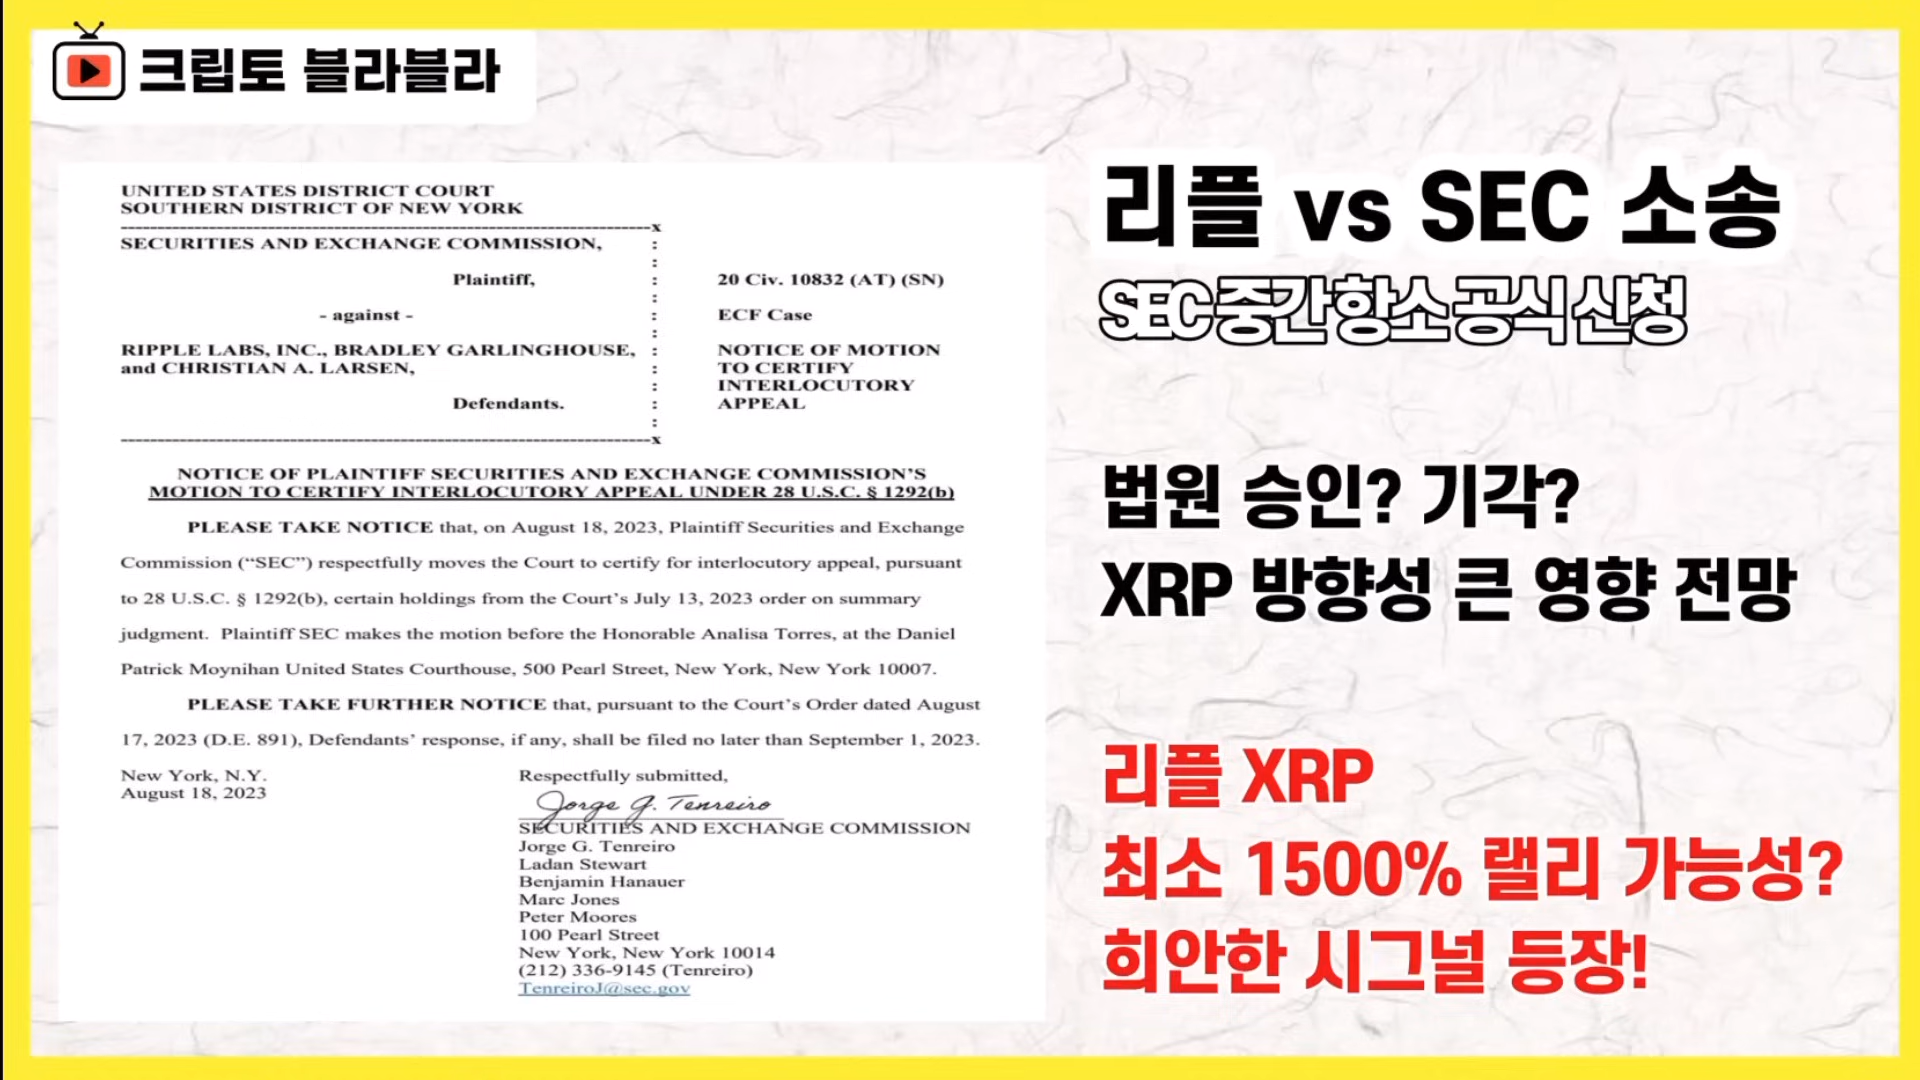 크립토 블라블라
UNITED STATES DISTRICT COURT
SOUTHERN DISTRICT OF NEW YORK
----------------------------------------------------------------------x
SECURITIES AND EXCHANGE COMMISSION, :
:
Plaintiff, : 20 Civ. 10832 (AT) (SN)
:
- against - : ECF Case
:
RIPPLE LABS, INC., BRADLEY GARLINGHOUSE, : NOTICE OF MOTION
and CHRISTIAN A. LARSEN, : TO CERTIFY
: INTERLOCUTORY
Defendants. : APPEAL
:
----------------------------------------------------------------------x
NOTICE OF PLAINTIFF SECURITIES AND EXCHANGE COMMISSION'S
MOTION TO CERTIFY INTERLOCUTORY APPEAL UNDER 28 U.S.C. § 1292(b)
PLEASE TAKE NOTICE that, on August 18, 2023, Plaintiff Securities and Exchange
Commission (“SEC”) respectfully moves the Court to certify for interlocutory appeal, pursuant
to 28 U.S.C. § 1292(b), certain holdings from the Court's July 13, 2023 order on summary
judgment. Plaintiff SEC makes the motion before the Honorable Analisa Torres, at the Daniel
Patrick Moynihan United States Courthouse, 500 Pearl Street, New York, New York 10007.
PLEASE TAKE FURTHER NOTICE that, pursuant to the Court's Order dated August
17, 2023 (D.E. 891), Defendants' response, if any, shall be filed no later than September 1, 2023.
New York, N.Y.
August 18, 2023
Respectfully submitted,
Jorge G. Tenreiro
SECURITIES AND EXCHANGE COMMISSION
Jorge G. Tenreiro
Ladan Stewart
Benjamin Hanauer
Marc Jones
Peter Moores
100 Pearl Street
New York, New York 10014
(212) 336-9145 (Tenreiro)
TenreiroJ@sec.gov
리플 vs SEC 소송
SEC 중간 항소 공식 신청
법원 승인? 기각?
XRP 방향성 큰 영향 전망
리플 XRP
최소 1500% 랠리 가능성?
희안한 시그널 등장!